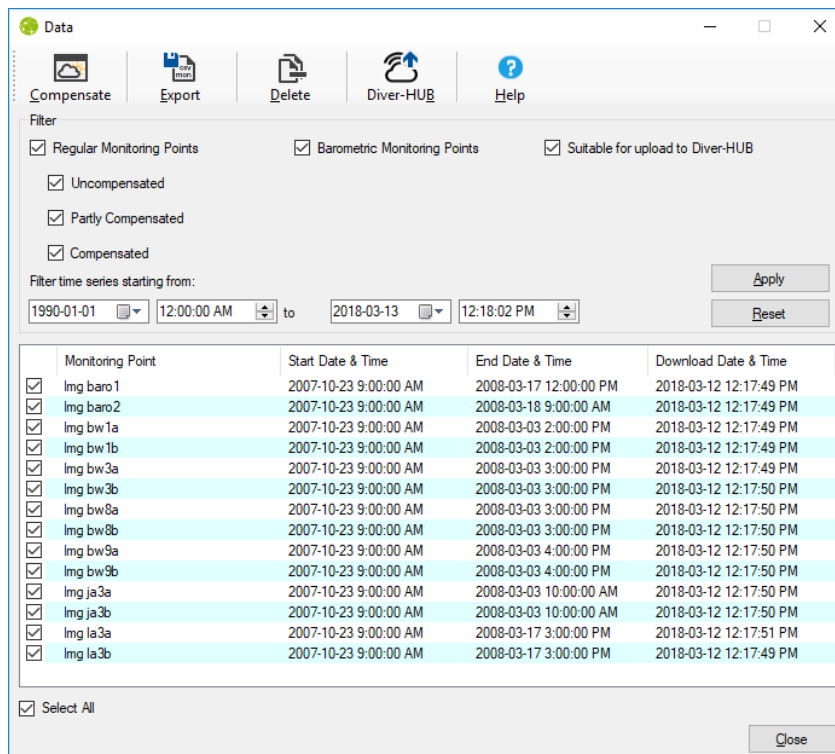 Data
Compensate Export Delete Diver-HUB Help
csv
mon
Filter
Regular Monitoring Points Barometric Monitoring Points Suitable for upload to Diver-HUB
Uncompensated
Partly Compensated
Compensated
Filter time series starting from:
Apply
1990-01-01 12:00:00 AM to 2018-03-13 12:18:02 PM
Reset
Monitoring Point Start Date & Time End Date & Time Download Date & Time
lmg baro1 2007-10-23 9:00:00 AM 2008-03-17 12:00:00 PM 2018-03-12 12:17:49 PM
lmg baro2 2007-10-23 9:00:00 AM 2008-03-18 9:00:00 AM 2018-03-12 12:17:49 PM
lmg bw1a 2007-10-23 9:00:00 AM 2008-03-03 2:00:00 PM 2018-03-12 12:17:49 PM
lmg bw1b 2007-10-23 9:00:00 AM 2008-03-03 2:00:00 PM 2018-03-12 12:17:49 PM
lmg bw3a 2007-10-23 9:00:00 AM 2008-03-03 3:00:00 PM 2018-03-12 12:17:49 PM
lmg bw3b 2007-10-23 9:00:00 AM 2008-03-03 3:00:00 PM 2018-03-12 12:17:50 PM
lmg bw8a 2007-10-23 9:00:00 AM 2008-03-03 3:00:00 PM 2018-03-12 12:17:50 PM
lmg bw8b 2007-10-23 9:00:00 AM 2008-03-03 3:00:00 PM 2018-03-12 12:17:50 PM
lmg bw9a 2007-10-23 9:00:00 AM 2008-03-03 4:00:00 PM 2018-03-12 12:17:50 PM
lmg bw9b 2007-10-23 9:00:00 AM 2008-03-03 4:00:00 PM 2018-03-12 12:17:50 PM
lmg ja3a 2007-10-23 9:00:00 AM 2008-03-03 10:00:00 AM 2018-03-12 12:17:50 PM
lmg ja3b 2007-10-23 9:00:00 AM 2008-03-03 10:00:00 AM 2018-03-12 12:17:50 PM
lmg la3a 2007-10-23 9:00:00 AM 2008-03-17 3:00:00 PM 2018-03-12 12:17:51 PM
lmg la3b 2007-10-23 9:00:00 AM 2008-03-17 3:00:00 PM 2018-03-12 12:17:49 PM
Select All
Close